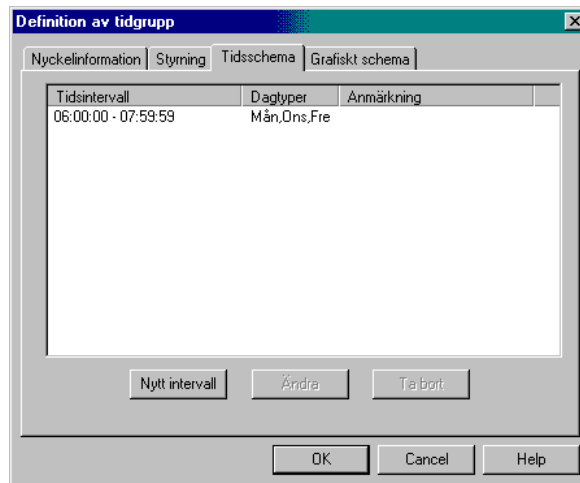 Definition av tidgrupp
Nyckelinformation Styrning Tidsschema Grafiskt schema
Tidsintervall Dagtyper Anmärkning
06:00:00 - 07:59:59 Mån,Ons,Fre
Nytt intervall Ändra Ta bort
OK Cancel Help